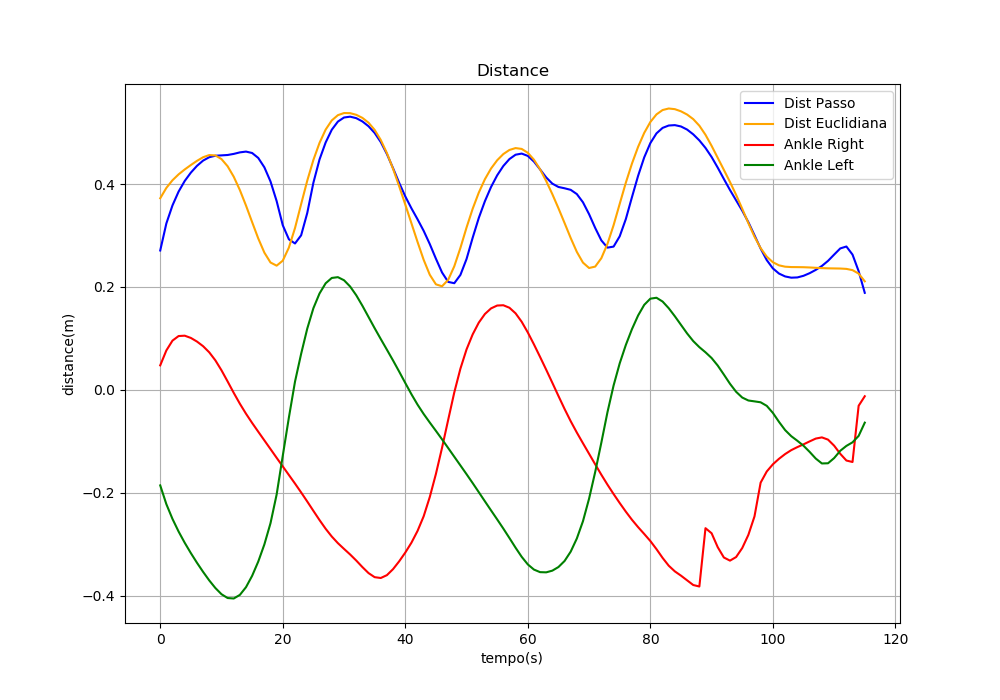 Distance
Dist Passo
Dist Euclidiana
Ankle Right
Ankle Left
distance(m)
0.4
0.2
0.0
−0.2
−0.4
0 20 40 60 80 100 120
tempo(s)